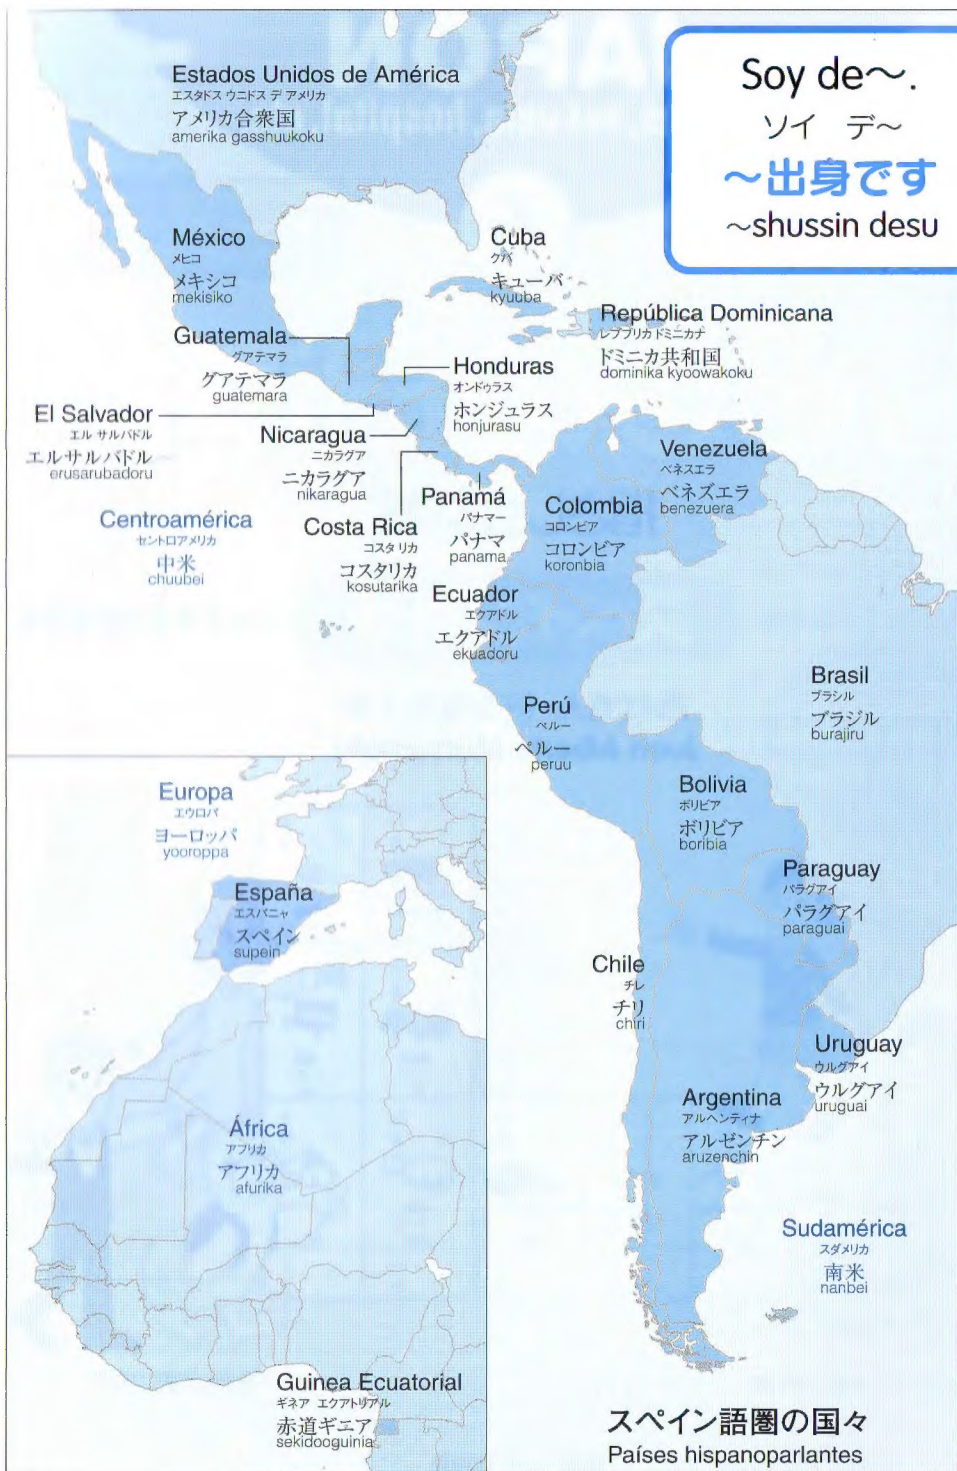 Estados Unidos de América
エスタドス ウニドス デ アメリカ
アメリカ合衆国
amerika gasshuukoku
Soy de～.
ソイ デ～
～出身です
～shussin desu
México
メヒコ
メキシコ
mekisiko
Cuba
クバ
キューバ
kyuuba
República Dominicana
レプブリカ ドミニカナ
ドミニカ共和国
dominika kyoowakoku
Guatemala
グアテマラ
グアテマラ
guatemara
Honduras
オンドゥラス
ホンジュラス
honjurasu
El Salvador
エル サルバドル
エルサルバドル
erusarubadoru
Nicaragua
ニカラグア
ニカラグア
nikaragua
Venezuela
ベネスエラ
ベネズエラ
benezuera
Panamá
パナマー
パナマ
panama
Colombia
コロンビア
コロンビア
koronbia
Centroamérica
セントロアメリカ
中米
chuubei
Costa Rica
コスタ リカ
コスタリカ
kosutarika
Ecuador
エクアドル
エクアドル
ekuadoru
Brasil
ブラシル
ブラジル
burajiru
Perú
ペルー
ペルー
peruu
Bolivia
ボリビア
ボリビア
boribia
Paraguay
パラグアイ
パラグアイ
paraguai
Chile
チレ
チリ
chiri
Uruguay
ウルグアイ
ウルグアイ
uruguai
Argentina
アルヘンティナ
アルゼンチン
aruzenchin
Sudamérica
スダメリカ
南米
nanbei
Europa
エウロパ
ヨーロッパ
yooroppa
España
エスパニャ
スペイン
supein
África
アフリカ
アフリカ
afurika
Guinea Ecuatorial
ギネア エクアトリアル
赤道ギニア
sekidooguinia
スペイン語圏の国々
Países hispanoparlantes